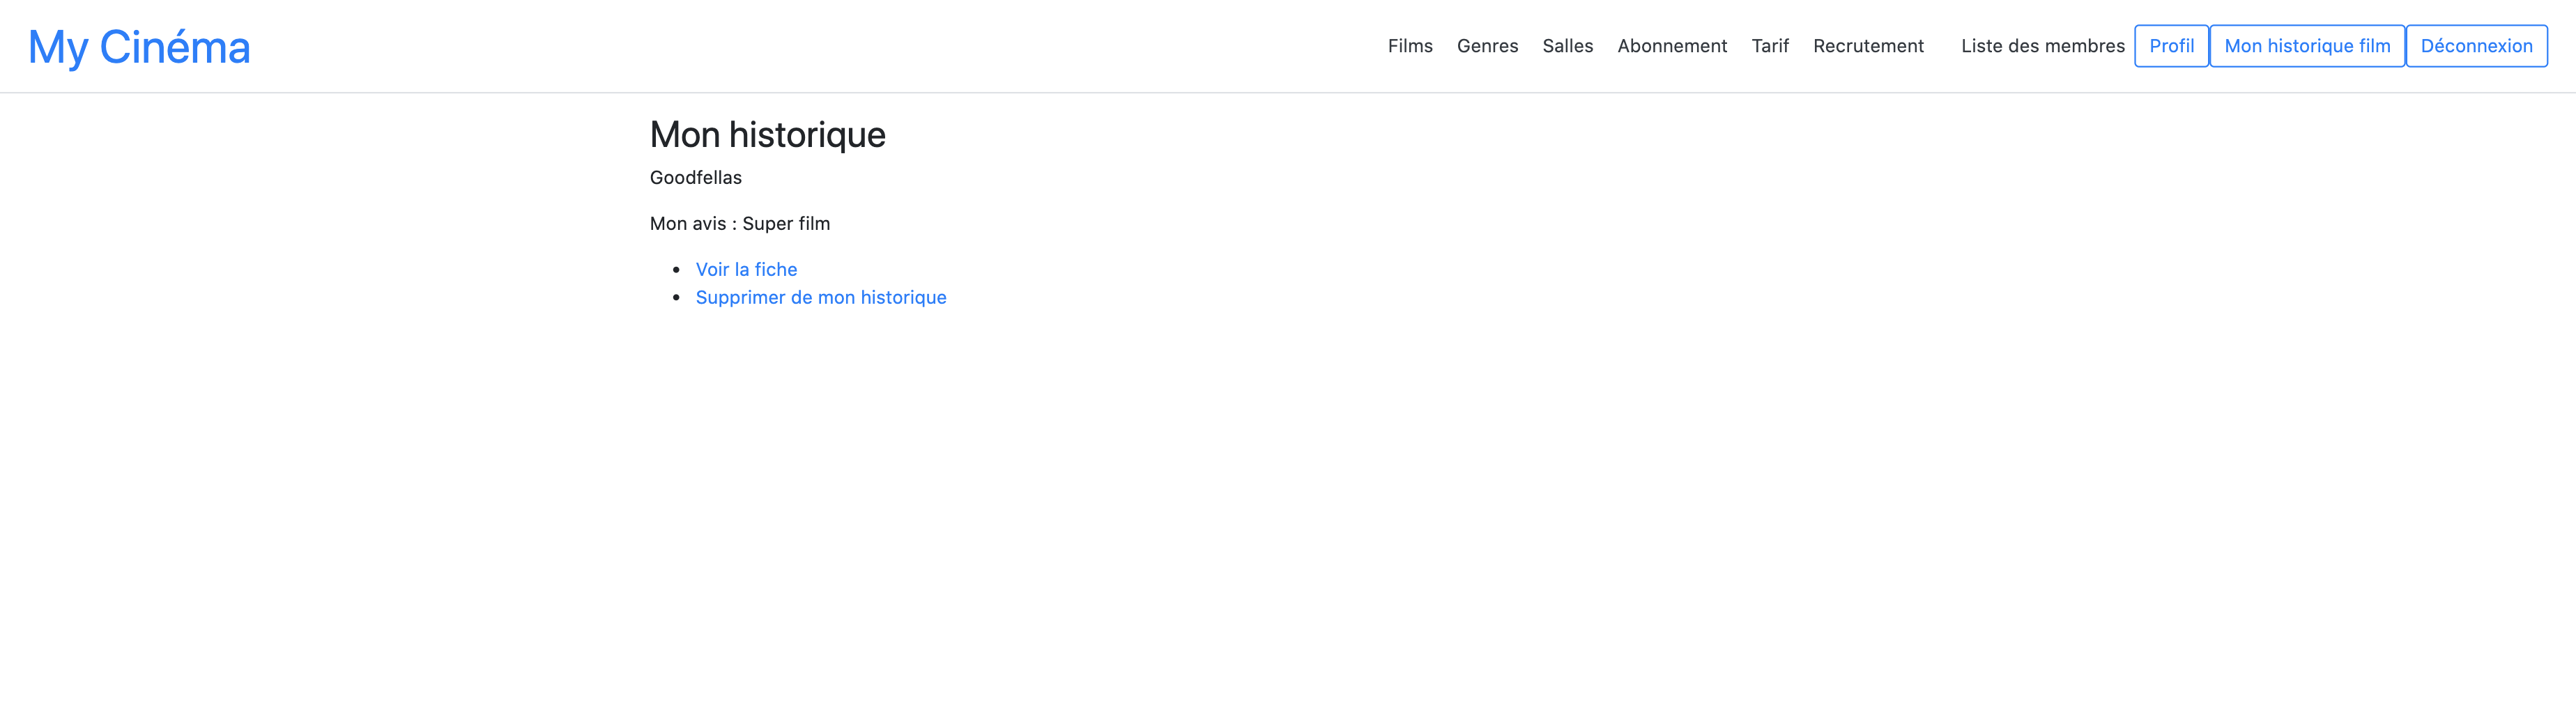 My Cinéma
Films Genres Salles Abonnement Tarif Recrutement Liste des membres Profil Mon historique film Déconnexion
Mon historique
Goodfellas
Mon avis : Super film
Voir la fiche
Supprimer de mon historique